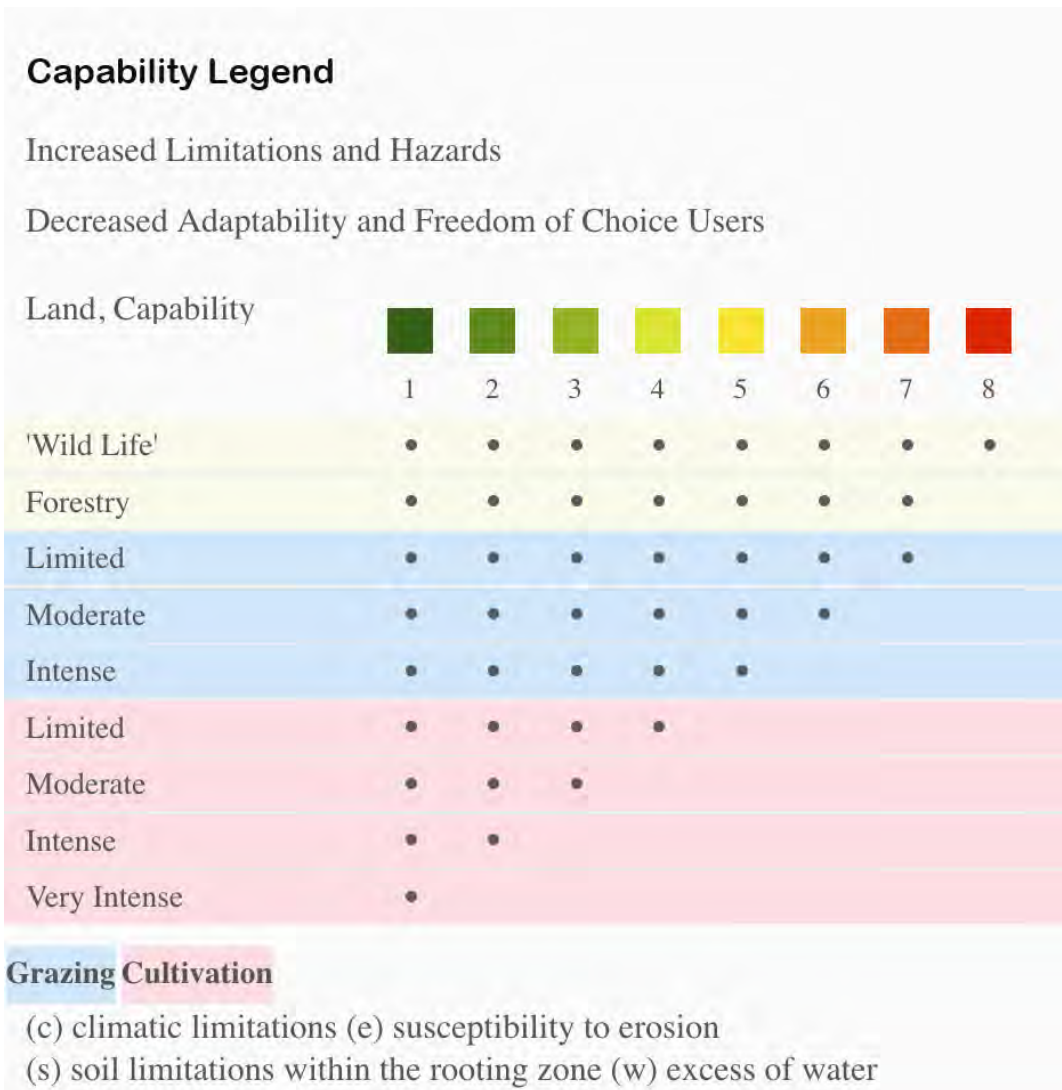 Capability Legend
Increased Limitations and Hazards
Decreased Adaptability and Freedom of Choice Users
Land, Capability
1 2 3 4 5 6 7 8
'Wild Life' • • • • • • • •
Forestry • • • • • • •
Limited • • • • • • •
Moderate • • • • • •
Intense • • • • •
Limited • • • •
Moderate • • •
Intense • •
Very Intense •
Grazing Cultivation
(c) climatic limitations (e) susceptibility to erosion
(s) soil limitations within the rooting zone (w) excess of water